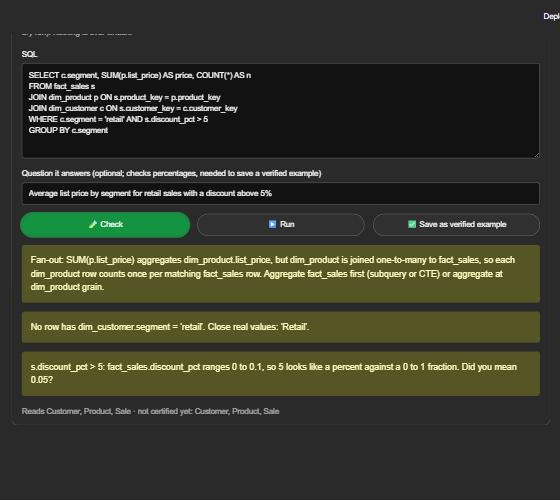 Depl
SQL
SELECT c.segment, SUM(p.list_price) AS price, COUNT(*) AS n
FROM fact_sales s
JOIN dim_product p ON s.product_key = p.product_key
JOIN dim_customer c ON s.customer_key = c.customer_key
WHERE c.segment = 'retail' AND s.discount_pct > 5
GROUP BY c.segment
Question it answers (optional; checks percentages, needed to save a verified example)
Average list price by segment for retail sales with a discount above 5%
Check
Run
Save as verified example
Fan-out: SUM(p.list_price) aggregates dim_product.list_price, but dim_product is joined one-to-many to fact_sales, so each
dim_product row counts once per matching fact_sales row. Aggregate fact_sales first (subquery or CTE) or aggregate at
dim_product grain.
No row has dim_customer.segment = 'retail'. Close real values: 'Retail'.
s.discount_pct > 5: fact_sales.discount_pct ranges 0 to 0.1, so 5 looks like a percent against a 0 to 1 fraction. Did you mean
0.05?
Reads Customer, Product, Sale · not certified yet: Customer, Product, Sale